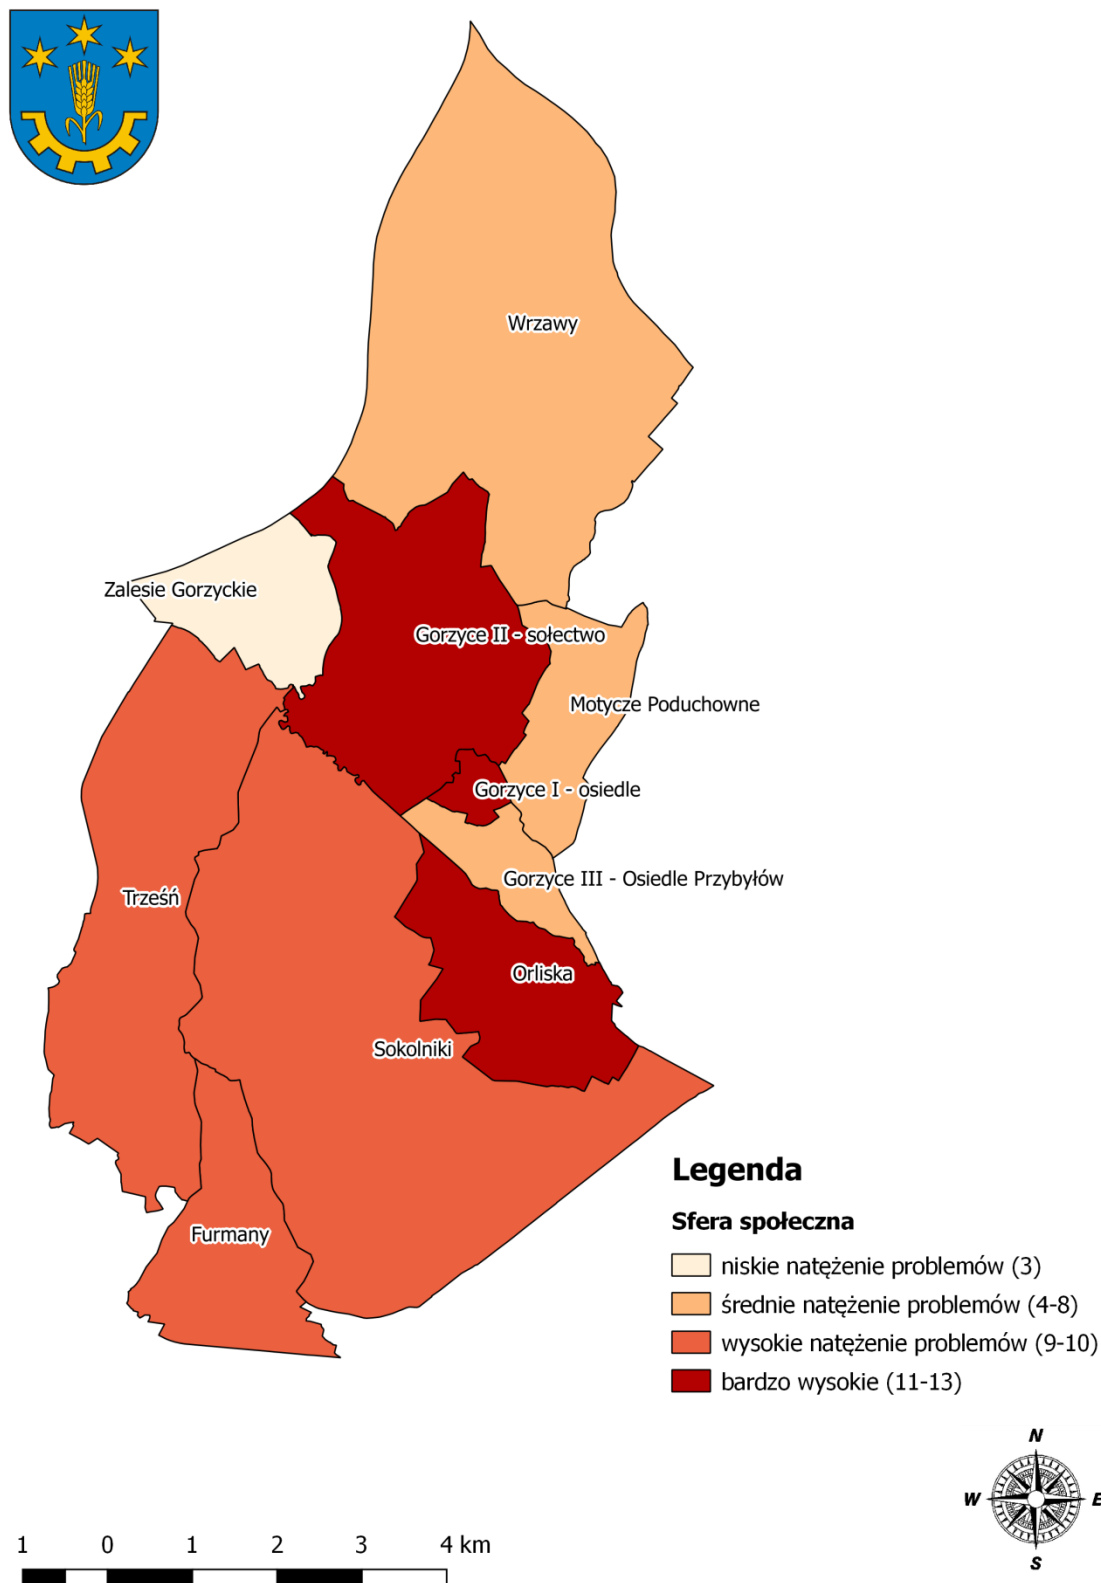 Wrzawy
Zalesie Gorzyckie
Gorzyce II - sołectwo
Motycze Poduchowne
Gorzyce I - osiedle
Gorzyce III - Osiedle Przybyłów
Trześń
Orliska
Sokolniki
Furmany
Legenda
Sfera społeczna
niskie natężenie problemów (3)
średnie natężenie problemów (4-8)
wysokie natężenie problemów (9-10)
bardzo wysokie (11-13)
N
W E
S
1 0 1 2 3 4 km